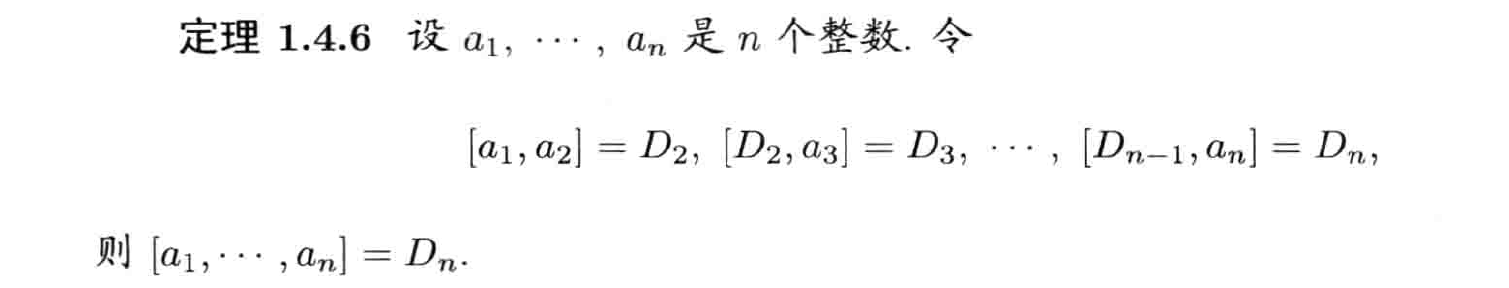 定理 1.4.6 设 a₁, ⋯ , aₙ 是 n 个整数. 令
[a₁, a₂] = D₂, [D₂, a₃] = D₃, ⋯ , [Dₙ₋₁, aₙ] = Dₙ,
则 [a₁, ⋯ , aₙ] = Dₙ.